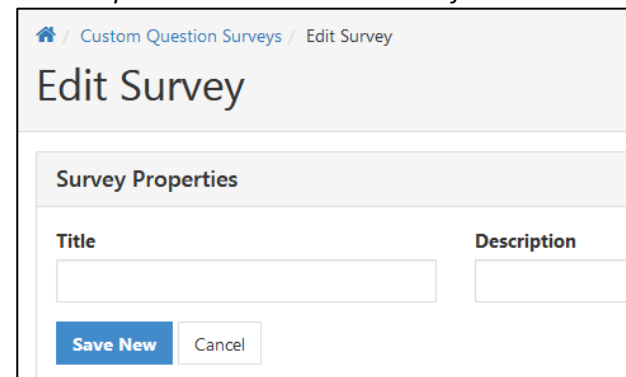 / Custom Question Surveys / Edit Survey
Edit Survey
Survey Properties
Title Description
Save New Cancel